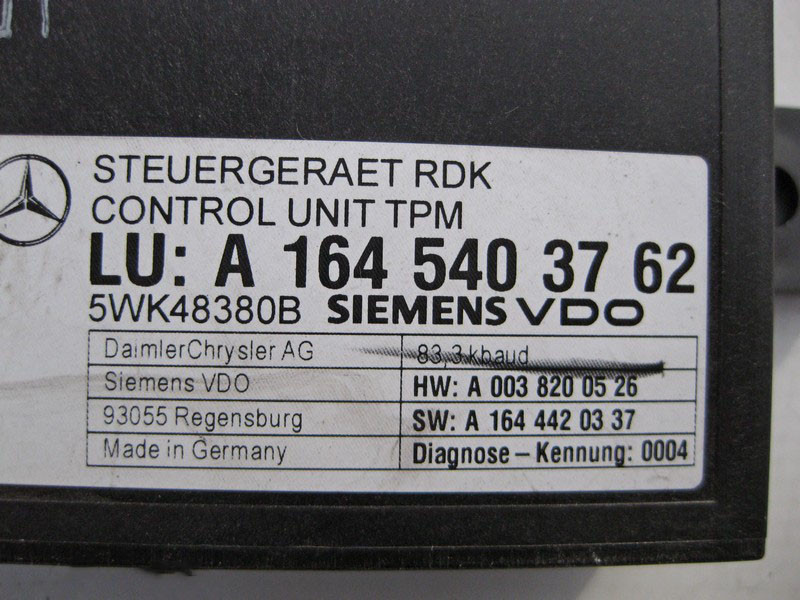 STEUERGERAET RDK
CONTROL UNIT TPM
LU: A 164 540 37 62
5WK48380B SIEMENS VDO
DaimlerChrysler AG 83,3 kbaud
Siemens VDO HW: A 003 820 05 26
93055 Regensburg SW: A 164 442 03 37
Made in Germany Diagnose – Kennung: 0004